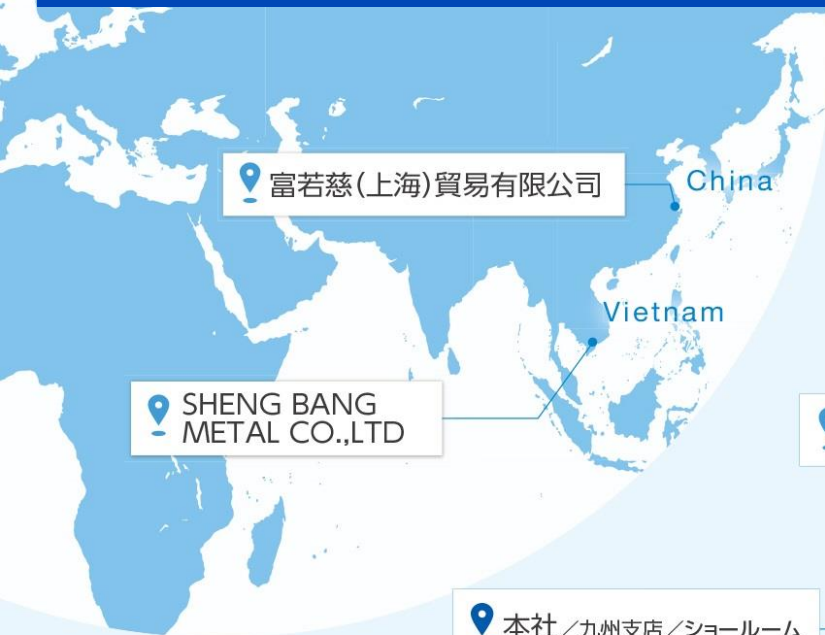 富若慈(上海)貿易有限公司
China
Vietnam
SHENG BANG
METAL CO.,LTD
本社/九州支店/ショールーム